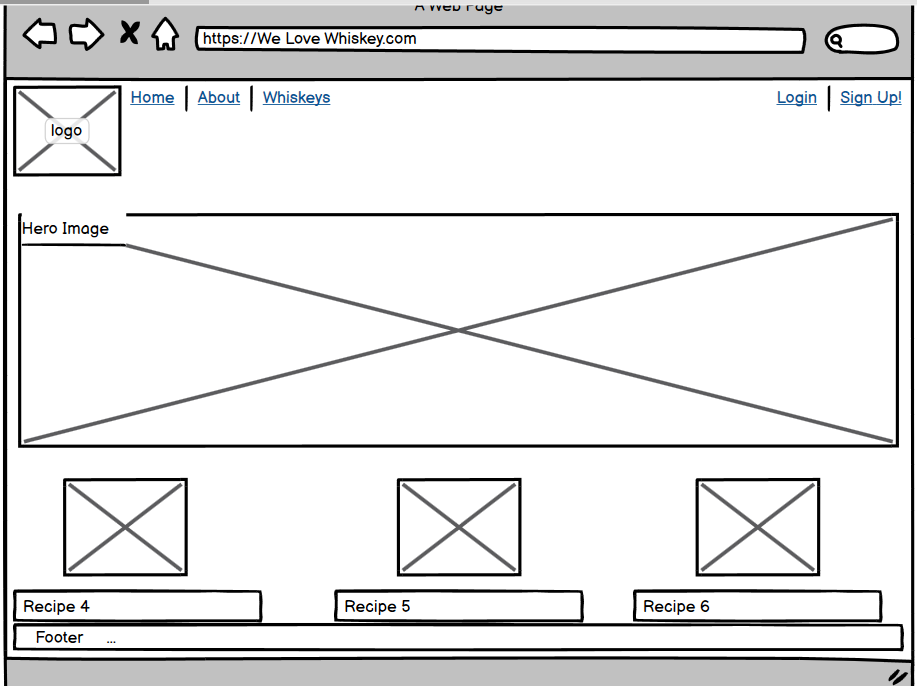 A Web Page
https://We Love Whiskey.com
Home | About | Whiskeys
Login | Sign Up!
logo
Hero Image
Recipe 4
Recipe 5
Recipe 6
Footer ...